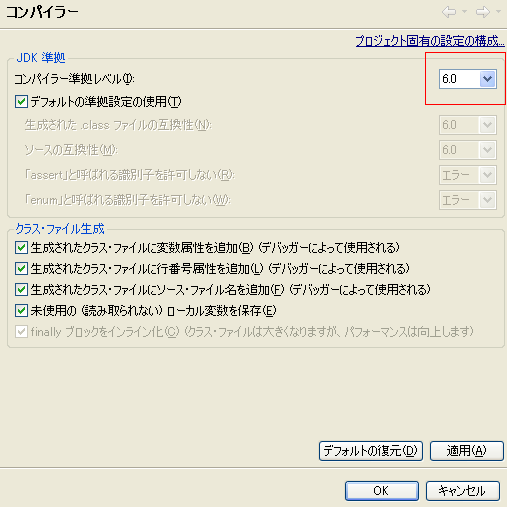 コンパイラー
プロジェクト固有の設定の構成...
JDK 準拠
コンパイラー準拠レベル(I): 6.0
デフォルトの準拠設定の使用(T)
生成された .class ファイルの互換性(N): 6.0
ソースの互換性(M): 6.0
「assert」と呼ばれる識別子を許可しない(R): エラー
「enum」と呼ばれる識別子を許可しない(W): エラー
クラス・ファイル生成
生成されたクラス・ファイルに変数属性を追加(B) (デバッガーによって使用される)
生成されたクラス・ファイルに行番号属性を追加(L) (デバッガーによって使用される)
生成されたクラス・ファイルにソース・ファイル名を追加(F) (デバッガーによって使用される)
未使用の (読み取られない) ローカル変数を保存(E)
finally ブロックをインライン化(C) (クラス・ファイルは大きくなりますが、パフォーマンスは向上します)
デフォルトの復元(D) 適用(A)
OK キャンセル